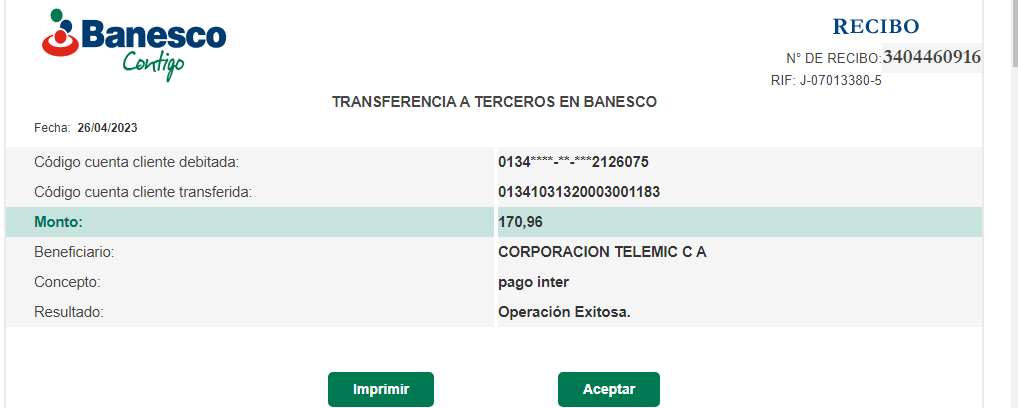 Banesco
Contigo
RECIBO
N° DE RECIBO:3404460916
RIF: J-07013380-5
TRANSFERENCIA A TERCEROS EN BANESCO
Fecha: 26/04/2023
Código cuenta cliente debitada: 0134****-**-***2126075
Código cuenta cliente transferida: 01341031320003001183
Monto: 170,96
Beneficiario: CORPORACION TELEMIC C A
Concepto: pago inter
Resultado: Operación Exitosa.
Imprimir Aceptar